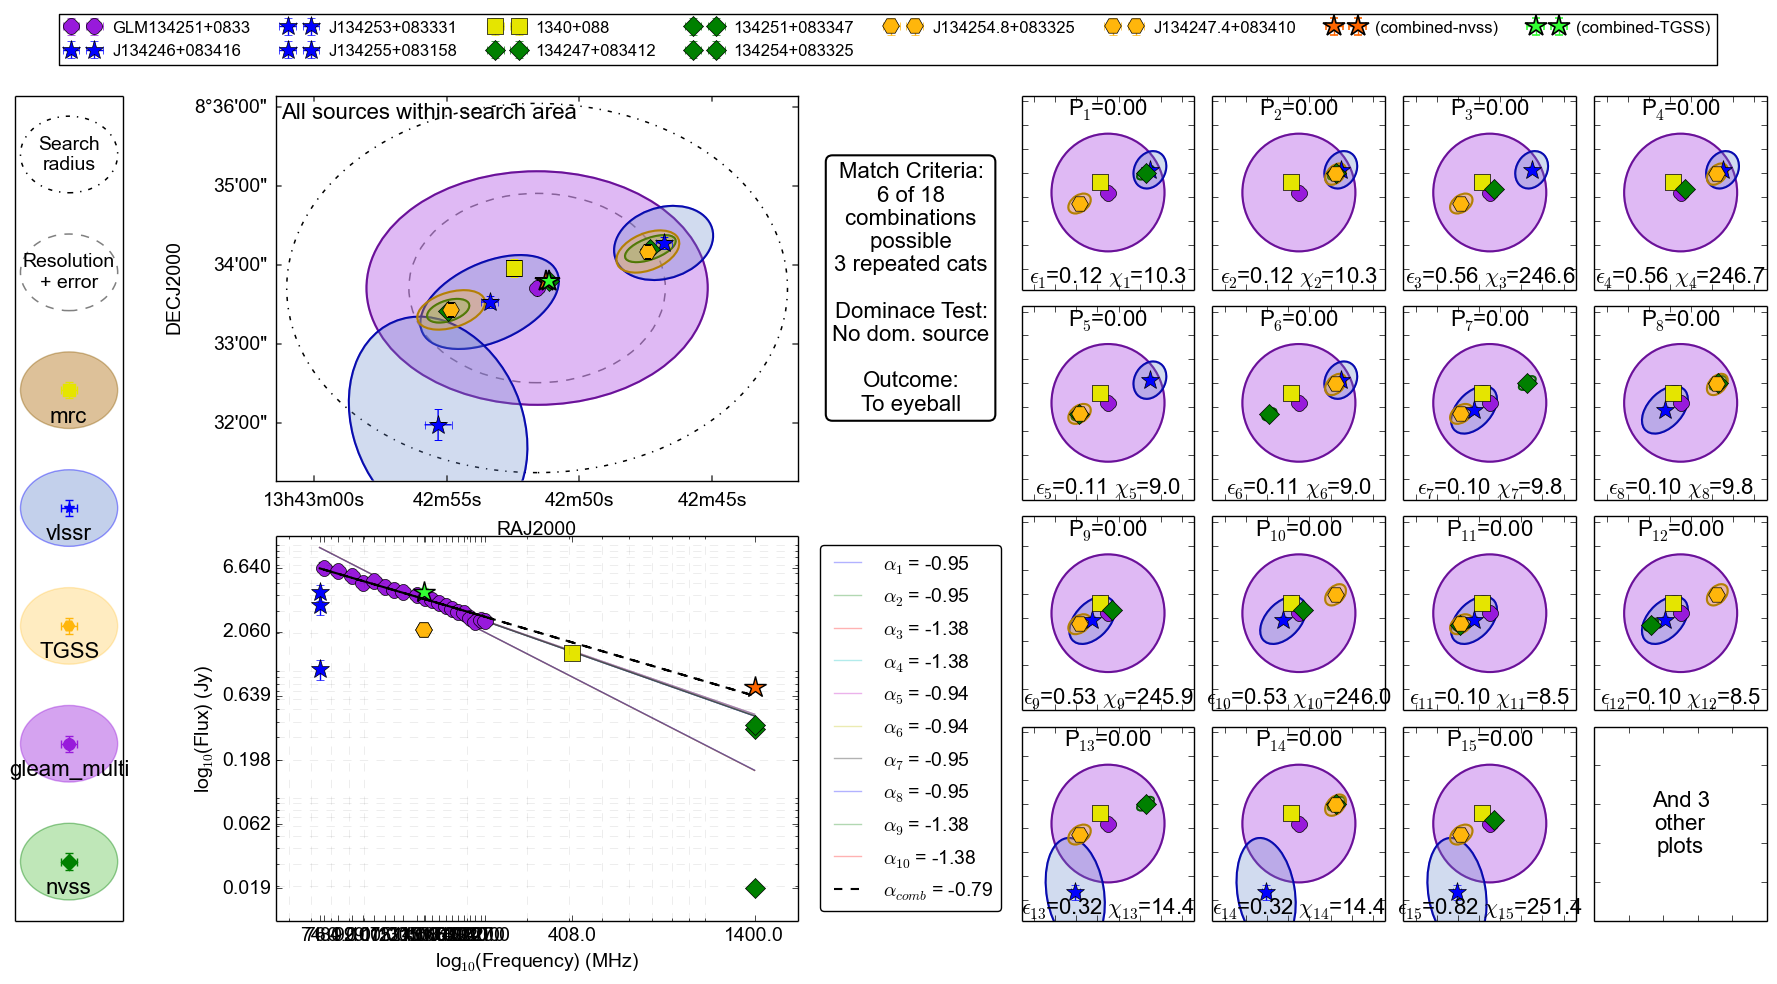 GLM134251+0833
J134253+083331
1340+088
134251+083347
J134254.8+083325
J134247.4+083410
(combined-nvss)
(combined-TGSS)
J134246+083416
J134255+083158
134247+083412
134254+083325
Search
radius
Resolution
+ error
mrc
vlssr
TGSS
gleam_multi
nvss
All sources within search area
DECJ2000
8°36'00"
35'00"
34'00"
33'00"
32'00"
13h43m00s
42m55s
42m50s
42m45s
RAJ2000
Match Criteria:
6 of 18
combinations
possible
3 repeated cats
Dominace Test:
No dom. source
Outcome:
To eyeball
log10(Flux) (Jy)
6.640
2.060
0.639
0.198
0.062
0.019
408.0
1400.0
log10(Frequency) (MHz)
α1 = -0.95
α2 = -0.95
α3 = -1.38
α4 = -1.38
α5 = -0.94
α6 = -0.94
α7 = -0.95
α8 = -0.95
α9 = -1.38
α10 = -1.38
αcomb = -0.79
P1=0.00
ϵ1=0.12 χ1=10.3
P2=0.00
ϵ2=0.12 χ2=10.3
P3=0.00
ϵ3=0.56 χ3=246.6
P4=0.00
ϵ4=0.56 χ4=246.7
P5=0.00
ϵ5=0.11 χ5=9.0
P6=0.00
ϵ6=0.11 χ6=9.0
P7=0.00
ϵ7=0.10 χ7=9.8
P8=0.00
ϵ8=0.10 χ8=9.8
P9=0.00
ϵ9=0.53 χ9=245.9
P10=0.00
ϵ10=0.53 χ10=246.0
P11=0.00
ϵ11=0.10 χ11=8.5
P12=0.00
ϵ12=0.10 χ12=8.5
P13=0.00
ϵ13=0.32 χ13=14.4
P14=0.00
ϵ14=0.32 χ14=14.4
P15=0.00
ϵ15=0.82 χ15=251.4
And 3
other
plots